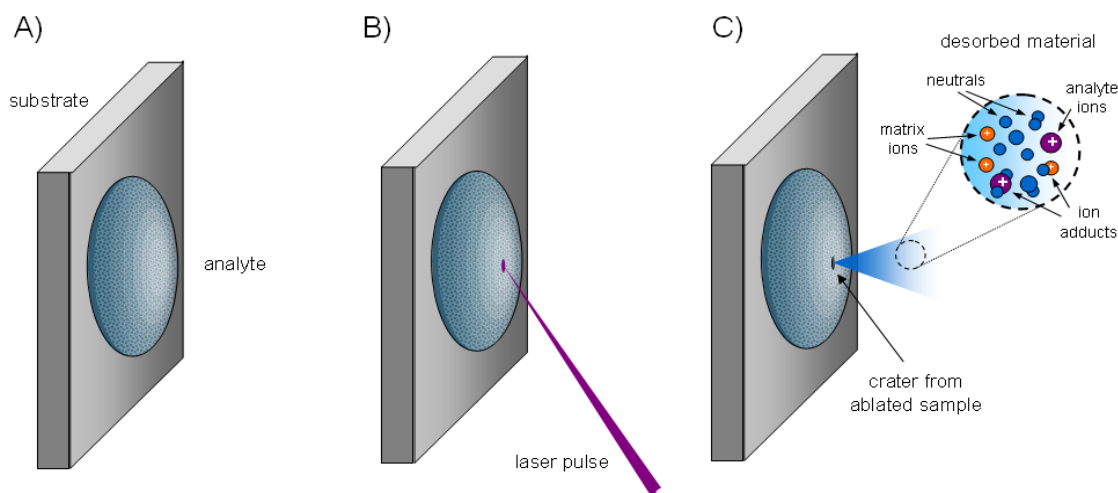 A)
substrate
analyte
B)
laser pulse
C)
desorbed material
neutrals
analyte
ions
matrix
ions
+
+
+
+
+
ion
adducts
crater from
ablated sample